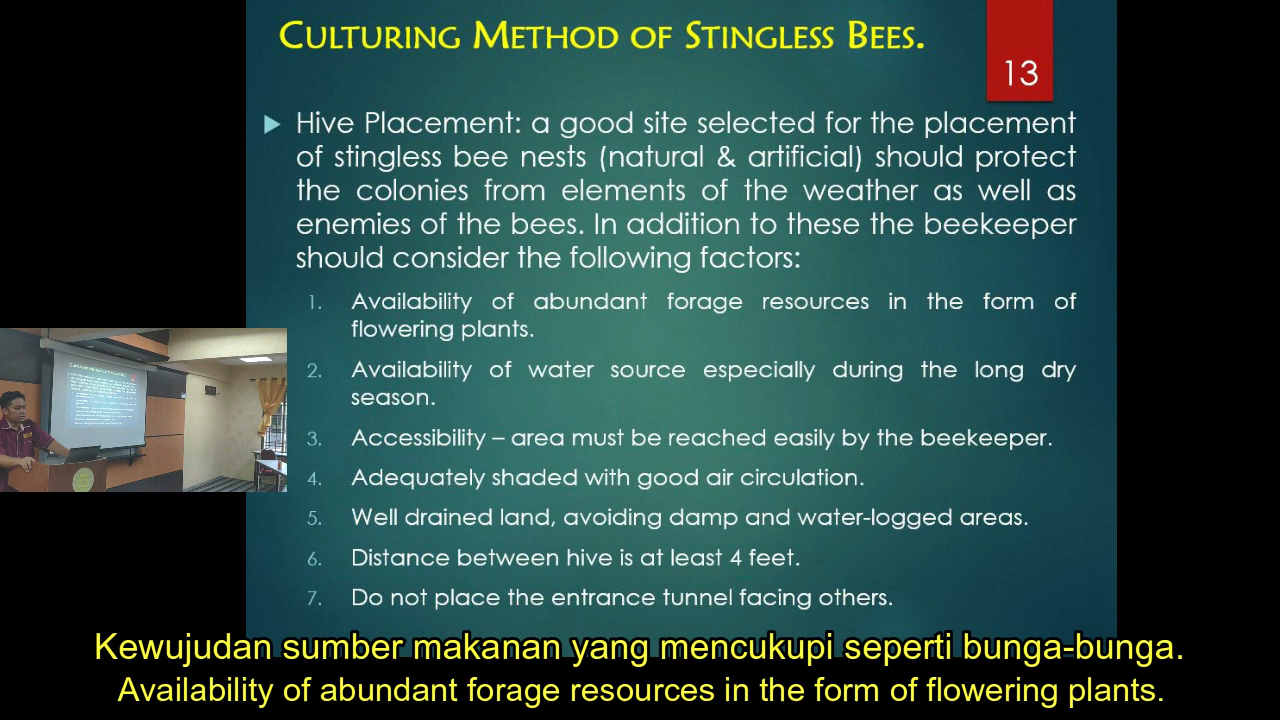 CULTURING METHOD OF STINGLESS BEES.
13
Hive Placement: a good site selected for the placement
of stingless bee nests (natural & artificial) should protect
the colonies from elements of the weather as well as
enemies of the bees. In addition to these the beekeeper
should consider the following factors:
1. Availability of abundant forage resources in the form of
flowering plants.
2. Availability of water source especially during the long dry
season.
3. Accessibility – area must be reached easily by the beekeeper.
4. Adequately shaded with good air circulation.
5. Well drained land, avoiding damp and water-logged areas.
6. Distance between hive is at least 4 feet.
7. Do not place the entrance tunnel facing others.
Kewujudan sumber makanan yang mencukupi seperti bunga-bunga.
Availability of abundant forage resources in the form of flowering plants.